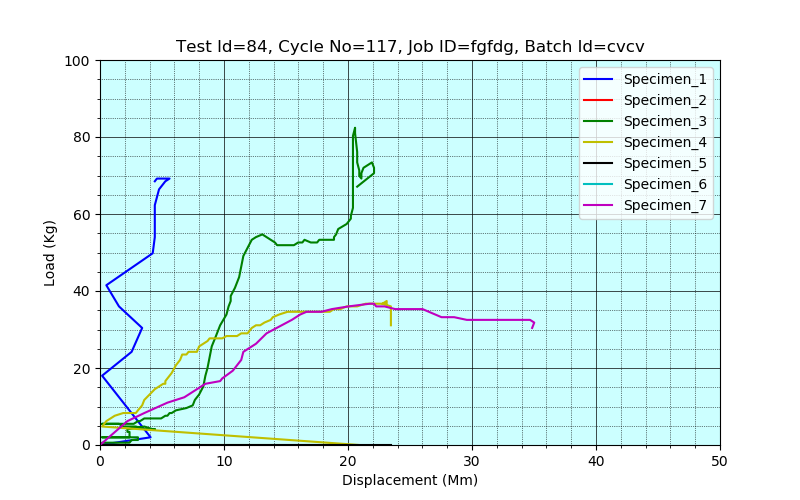 Test Id=84, Cycle No=117, Job ID=fgfdg, Batch Id=cvcv
100
80
60
40
20
0
Load (Kg)
Specimen_1
Specimen_2
Specimen_3
Specimen_4
Specimen_5
Specimen_6
Specimen_7
0 10 20 30 40 50
Displacement (Mm)